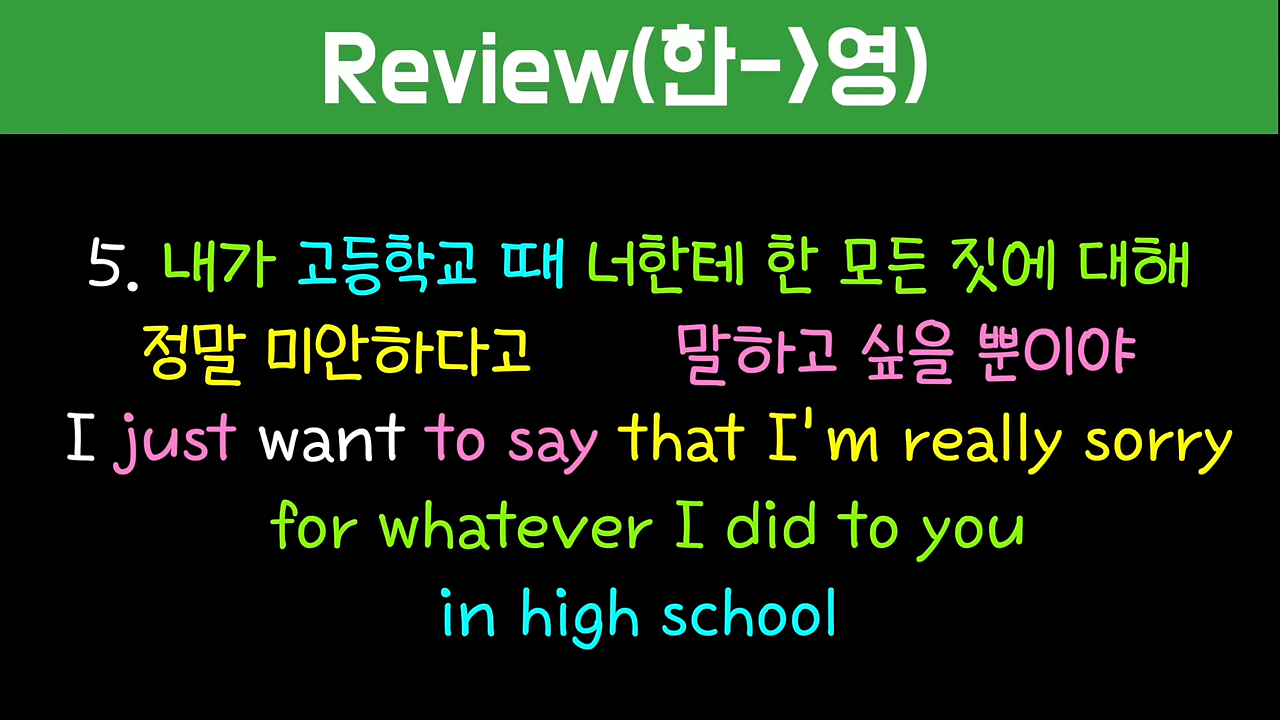 Review(한->영)
5. 내가 고등학교 때 너한테 한 모든 짓에 대해
정말 미안하다고 말하고 싶을 뿐이야
I just want to say that I'm really sorry
for whatever I did to you
in high school